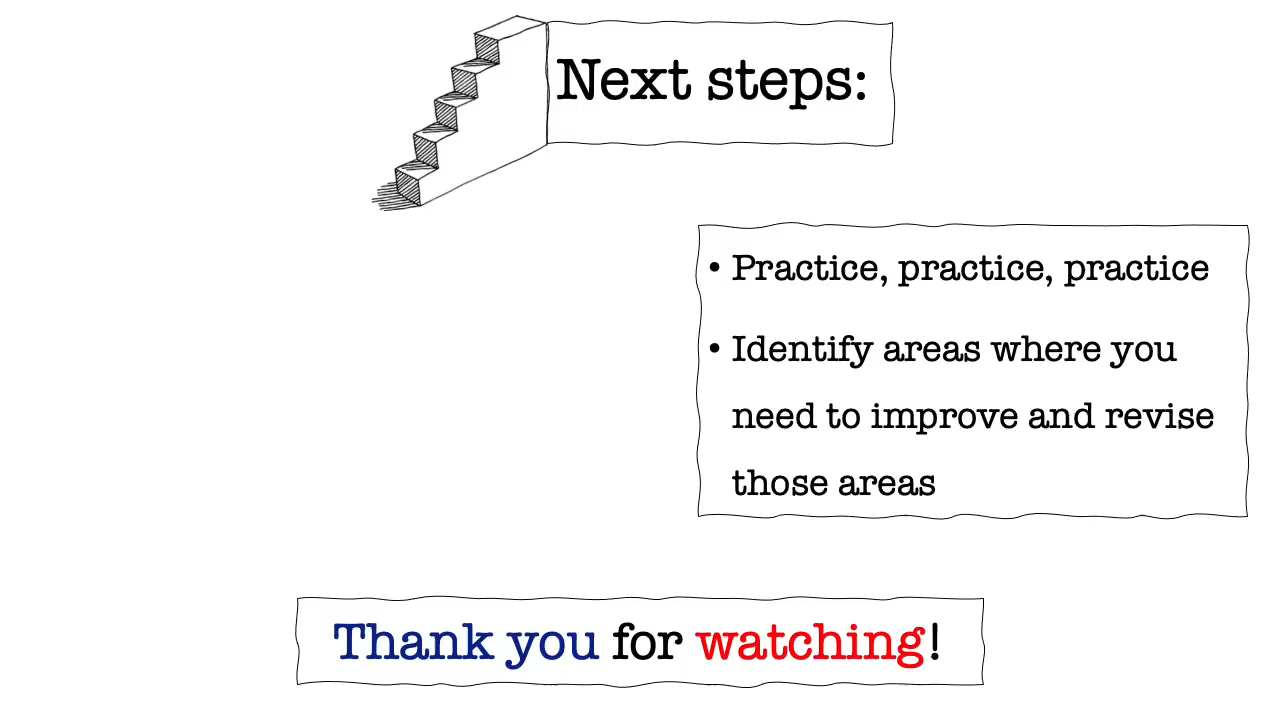 Next steps:
• Practice, practice, practice
• Identify areas where you
need to improve and revise
those areas
Thank you for watching!